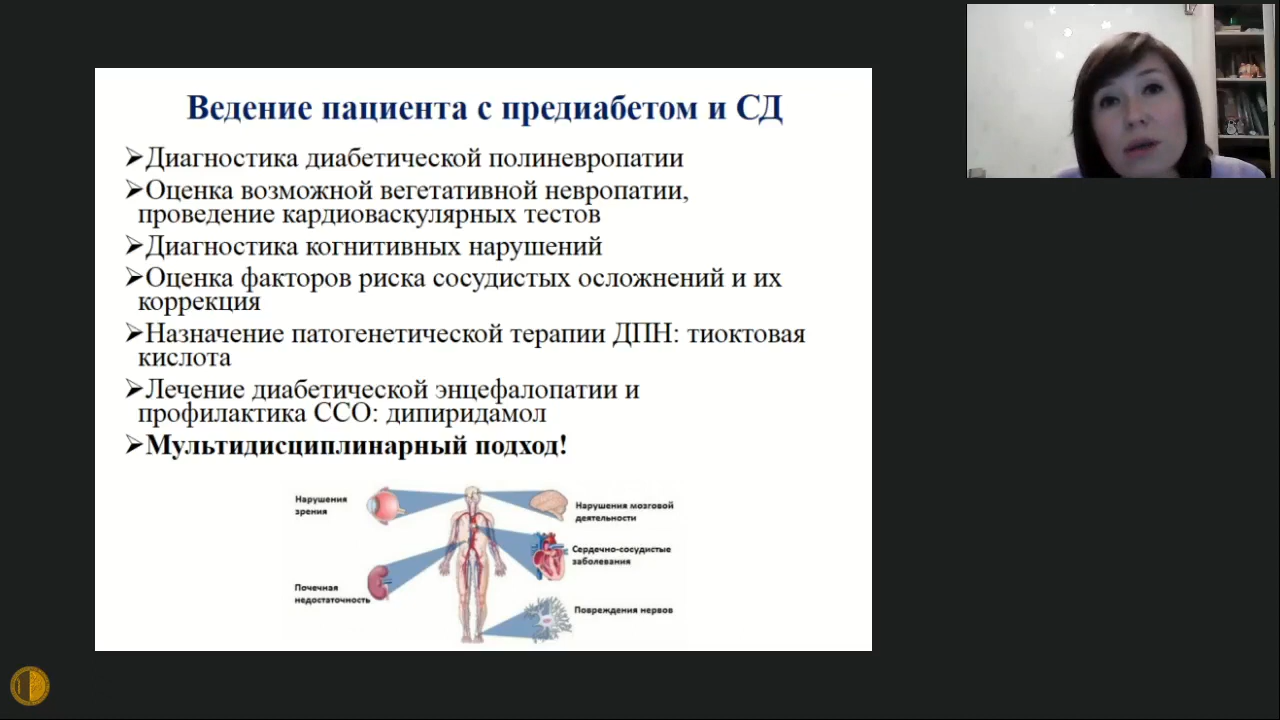 Ведение пациента с предиабетом и СД
➢Диагностика диабетической полиневропатии
➢Оценка возможной вегетативной невропатии,
проведение кардиоваскулярных тестов
➢Диагностика когнитивных нарушений
➢Оценка факторов риска сосудистых осложнений и их
коррекция
➢Назначение патогенетической терапии ДПН: тиоктовая
кислота
➢Лечение диабетической энцефалопатии и
профилактика ССО: дипиридамол
➢Мультидисциплинарный подход!
Нарушения
зрения
Нарушения мозговой
деятельности
Сердечно-сосудистые
заболевания
Почечная
недостаточность
Повреждения нервов